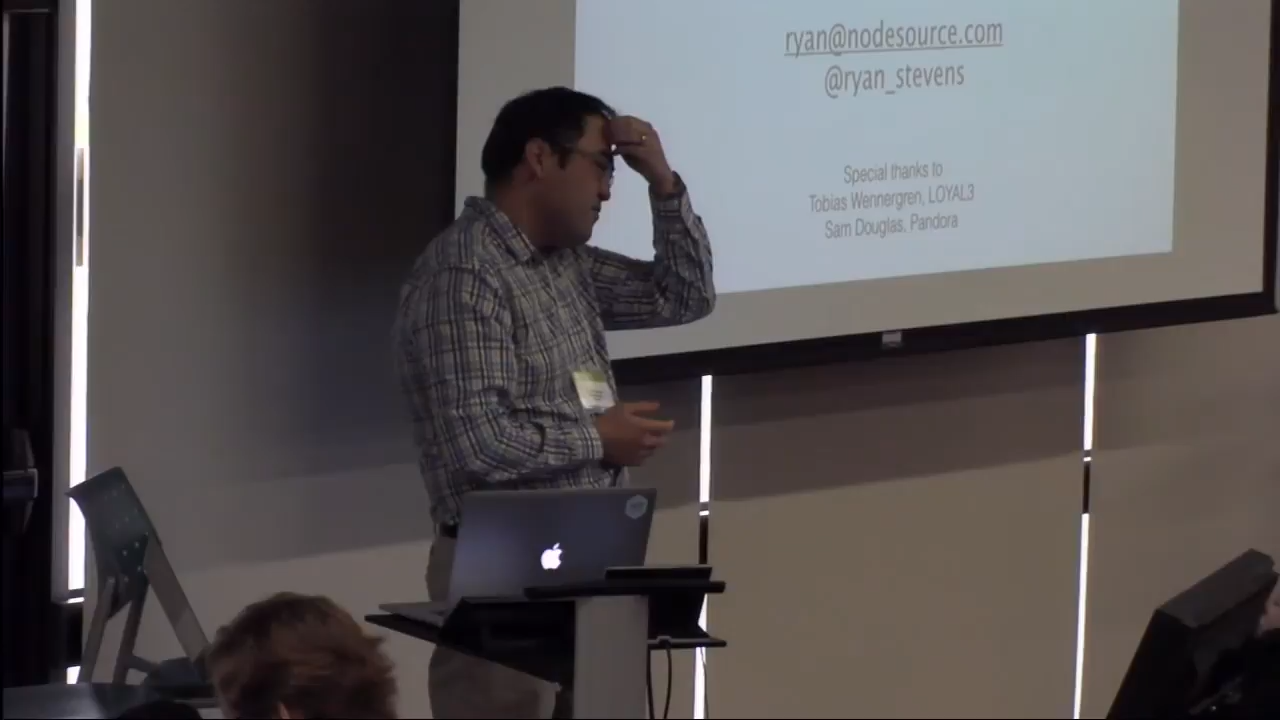 ryan@nodesource.com
@ryan_stevens
Special thanks to
Tobias Wennergren, LOYAL3
Sam Douglas, Pandora